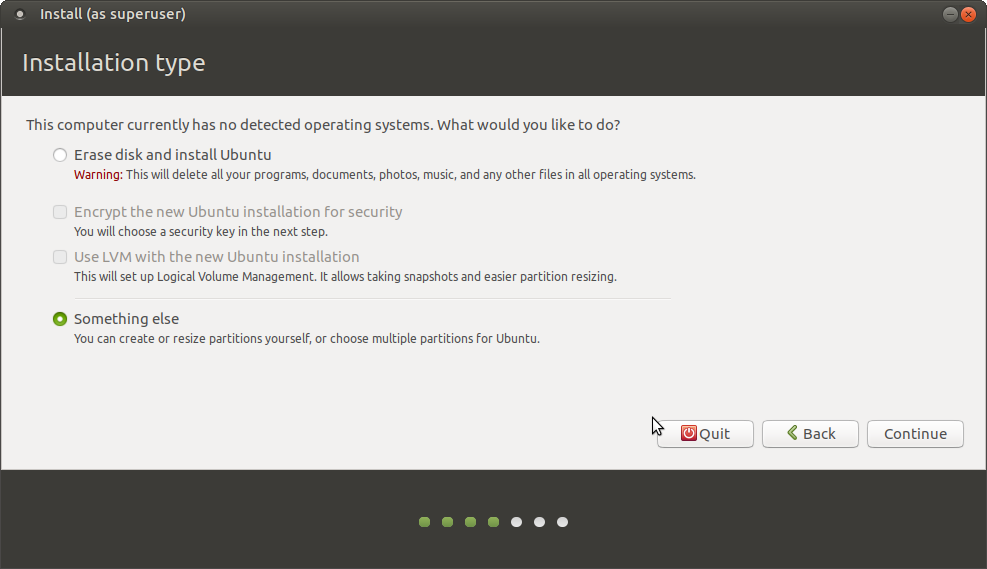 Install (as superuser)
Installation type
This computer currently has no detected operating systems. What would you like to do?
Erase disk and install Ubuntu
Warning: This will delete all your programs, documents, photos, music, and any other files in all operating systems.
Encrypt the new Ubuntu installation for security
You will choose a security key in the next step.
Use LVM with the new Ubuntu installation
This will set up Logical Volume Management. It allows taking snapshots and easier partition resizing.
Something else
You can create or resize partitions yourself, or choose multiple partitions for Ubuntu.
Quit Back Continue